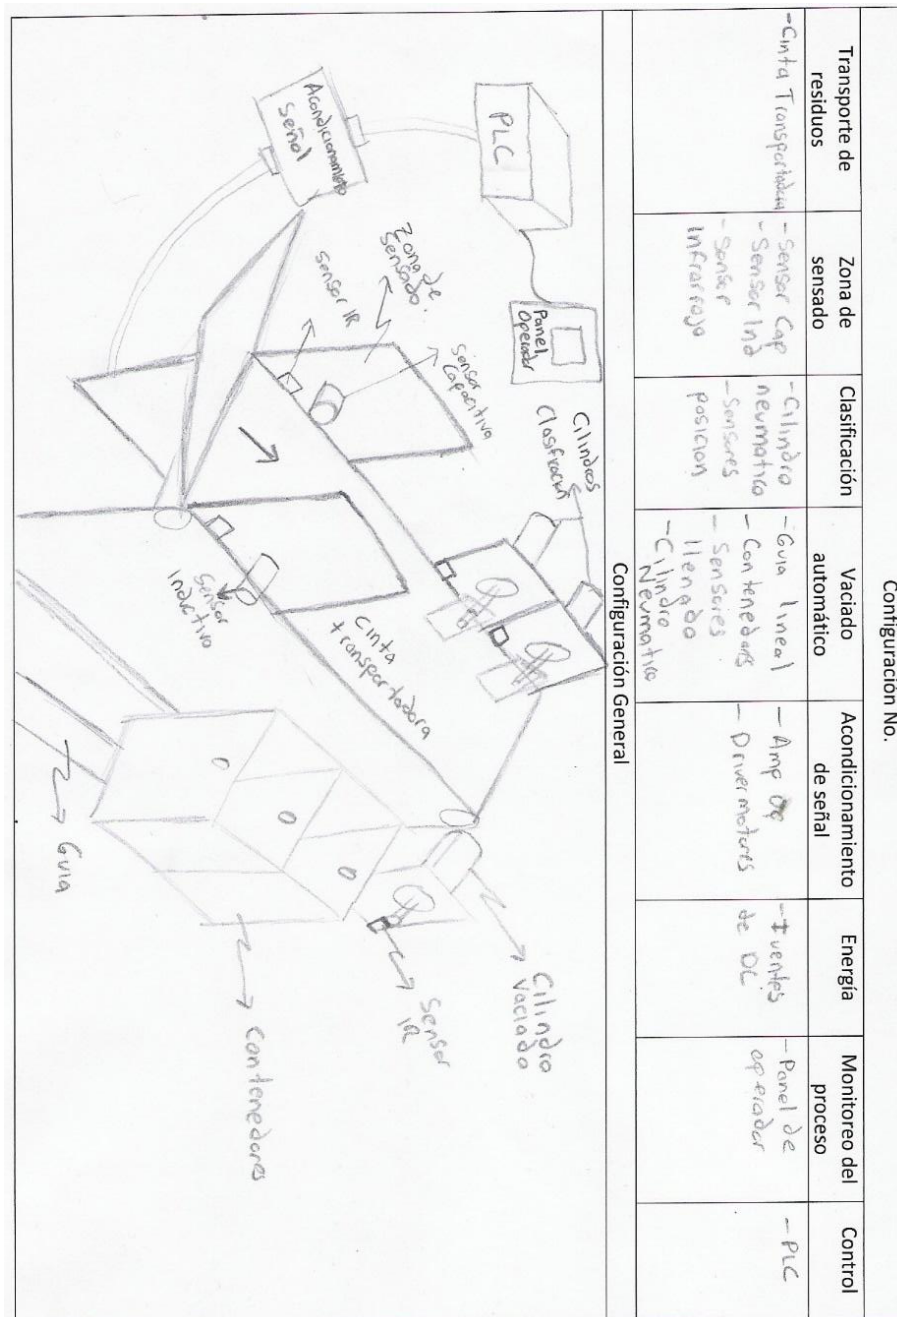 Configuración No.
Transporte de
residuos
Zona de
sensado
Clasificación
Vaciado
automático
Acondicionamiento
de señal
Energía
Monitoreo del
proceso
Control
- Cinta Transportadora
- Sensor Cap
- Sensor Ind
- Sensor
Infrarrojo
- Cilindro
neumatico
- Sensores
posicion
- Guia lineal
- Contenedores
- Sensores
llenado
- Cilindro
Neumatico
- Amp Op
- Driver motores
- Fuentes
de DC
- Panel de
operador
- PLC
Configuración General
PLC
Panel
Operador
Acondicionamiento
Señal
Cilindros
Clasificacion
Zona de
Sensado.
Sensor
Capacitivo
Sensor IR
Sensor
Inductivo
Cinta
transportadora
Cilindro
Vaciado
Sensor
IR
Contenedores
Guia